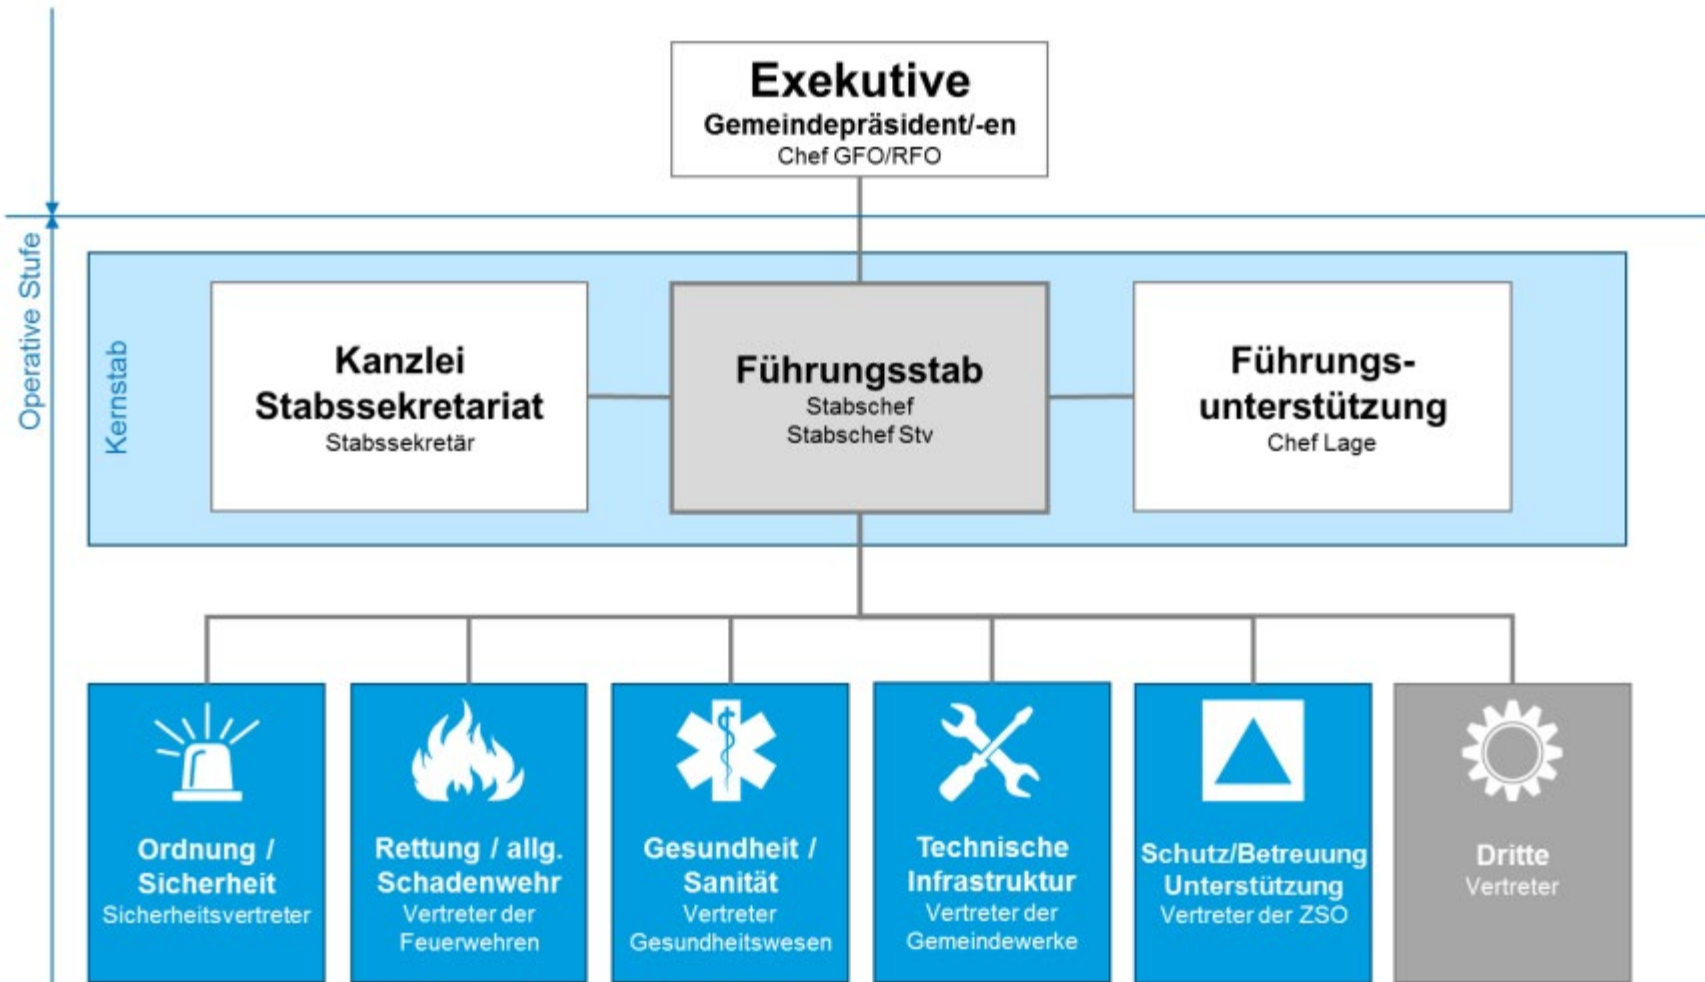 Exekutive
Gemeindepräsident/-en
Chef GFO/RFO
Operative Stufe
Kernstab
Kanzlei
Stabssekretariat
Stabssekretär
Führungsstab
Stabschef
Stabschef Stv
Führungs-
unterstützung
Chef Lage
Ordnung /
Sicherheit
Sicherheitsvertreter
Rettung / allg.
Schadenwehr
Vertreter der
Feuerwehren
Gesundheit /
Sanität
Vertreter
Gesundheitswesen
Technische
Infrastruktur
Vertreter der
Gemeindewerke
Schutz/Betreuung
Unterstützung
Vertreter der ZSO
Dritte
Vertreter